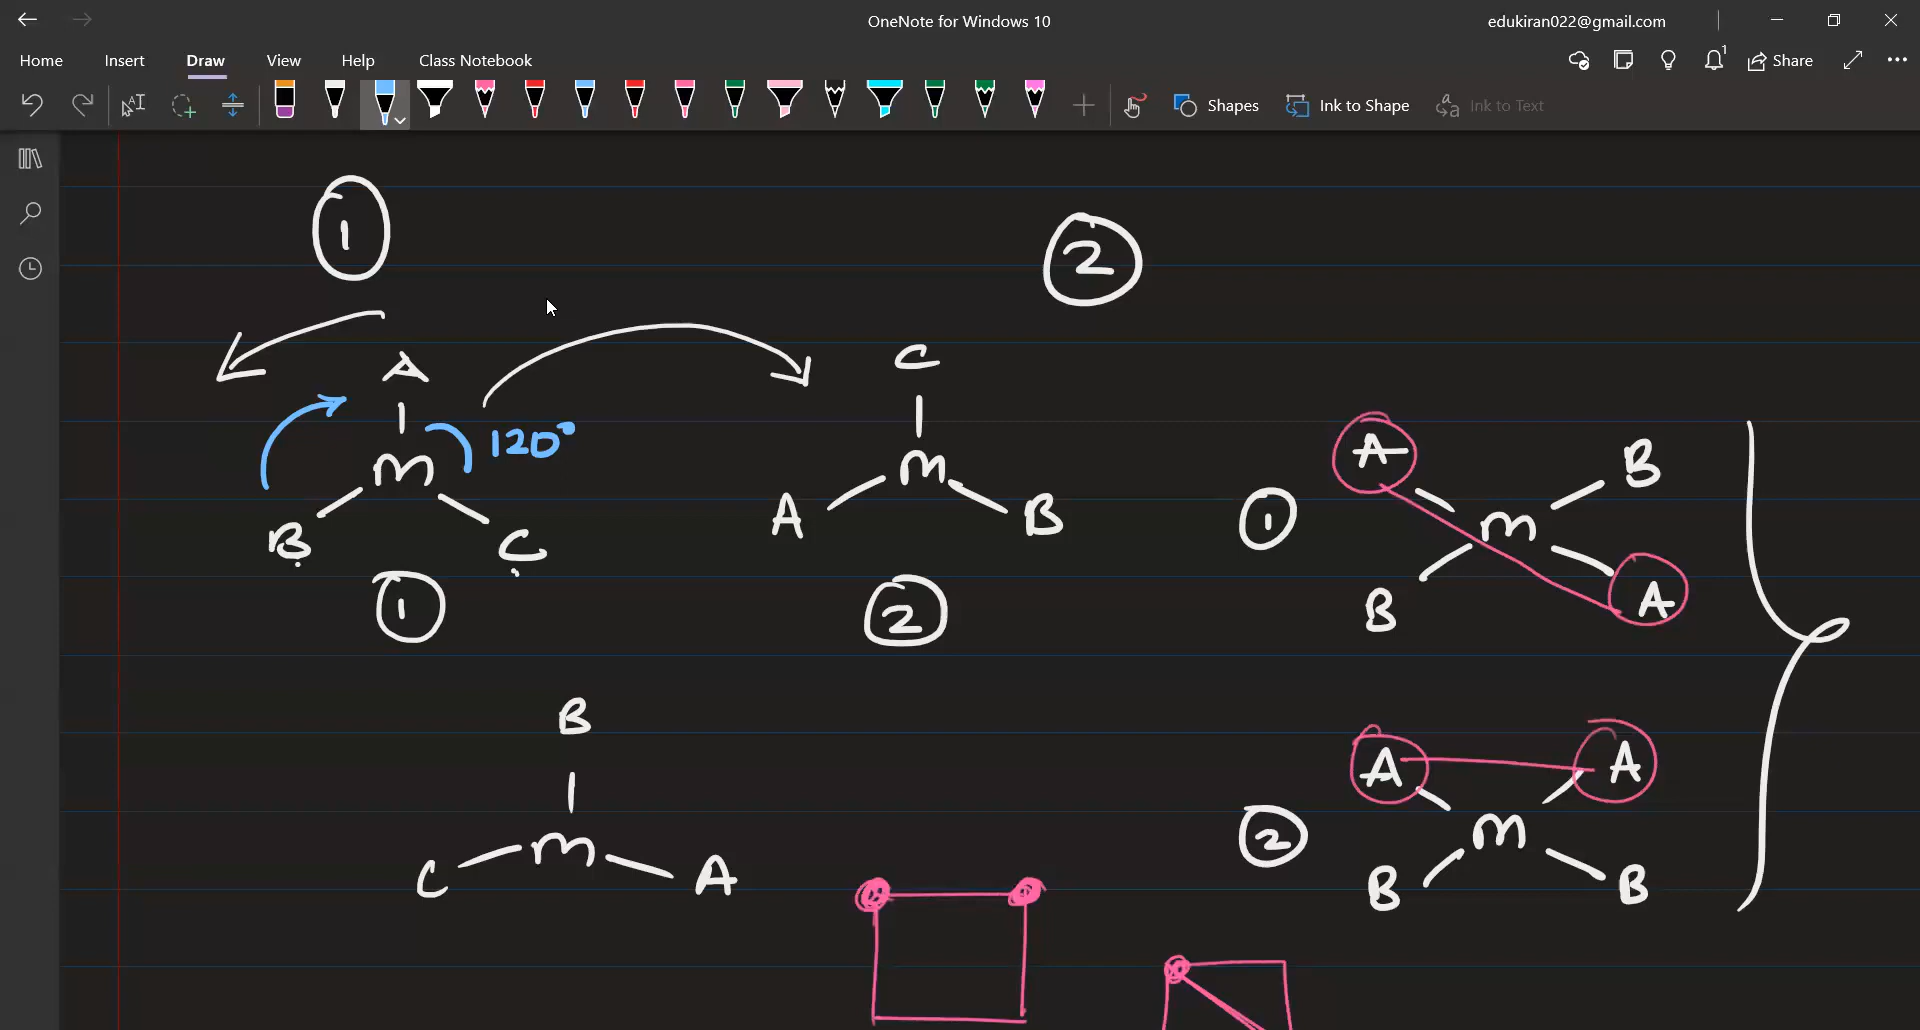 OneNote for Windows 10
edukiran022@gmail.com
Home Insert Draw View Help Class Notebook
1 Share
Shapes Ink to Shape Ink to Text
1
2
A
M
B C
120°
1
C
M
A B
2
1
A B
M
B A
B
M
C A
2
A A
M
B B